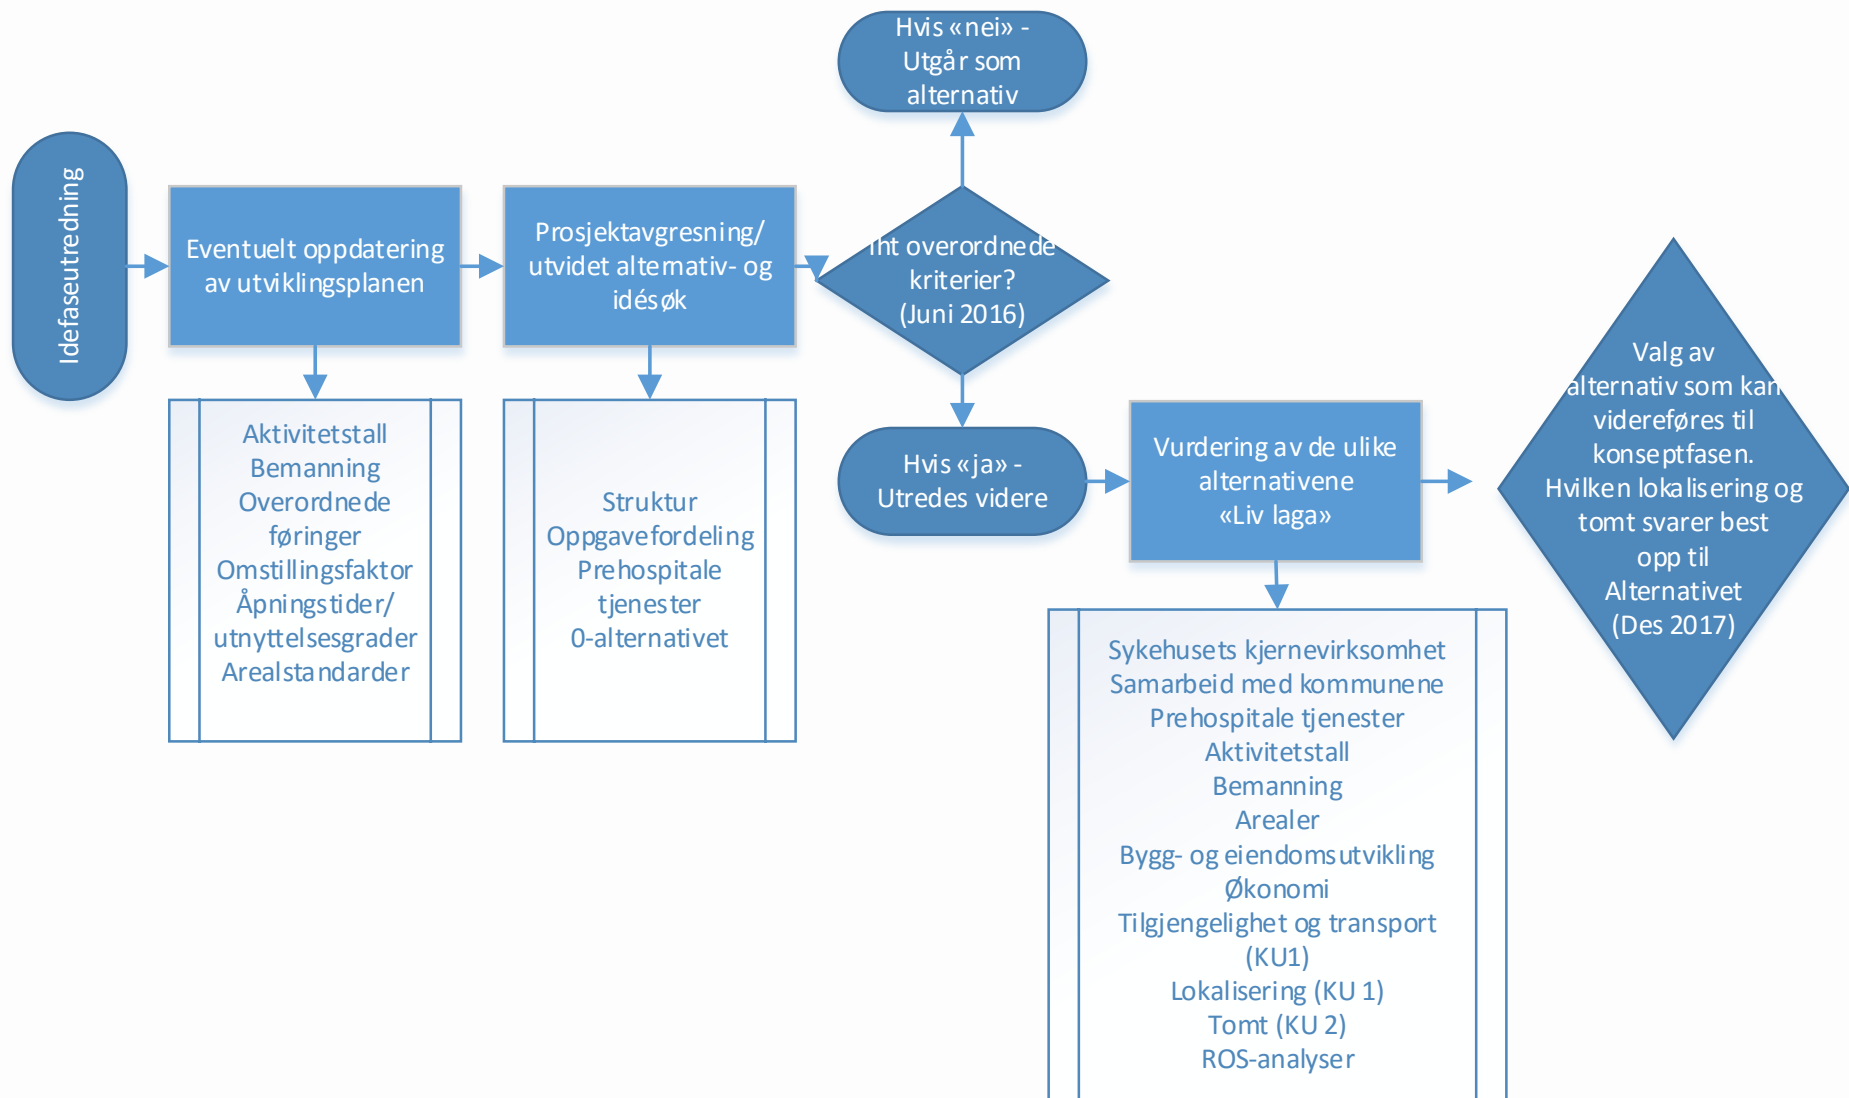 Idefaseutredning
Eventuelt oppdatering
av utviklingsplanen
Aktivitetstall
Bemanning
Overordnede
føringer
Omstillingsfaktor
Åpningstider/
utnyttelsesgrader
Arealstandarder
Prosjektavgresning/
utvidet alternativ- og
idésøk
Struktur
Oppgavefordeling
Prehospitale
tjenester
0-alternativet
Hvis «nei» -
Utgår som
alternativ
Iht overordnede
kriterier?
(Juni 2016)
Hvis «ja» -
Utredes videre
Vurdering av de ulike
alternativene
«Liv laga»
Sykehusets kjernevirksomhet
Samarbeid med kommunene
Prehospitale tjenester
Aktivitetstall
Bemanning
Arealer
Bygg- og eiendomsutvikling
Økonomi
Tilgjengelighet og transport
(KU1)
Lokalisering (KU 1)
Tomt (KU 2)
ROS-analyser
Valg av
alternativ som kan
videreføres til
konseptfasen.
Hvilken lokalisering og
tomt svarer best
opp til
Alternativet
(Des 2017)